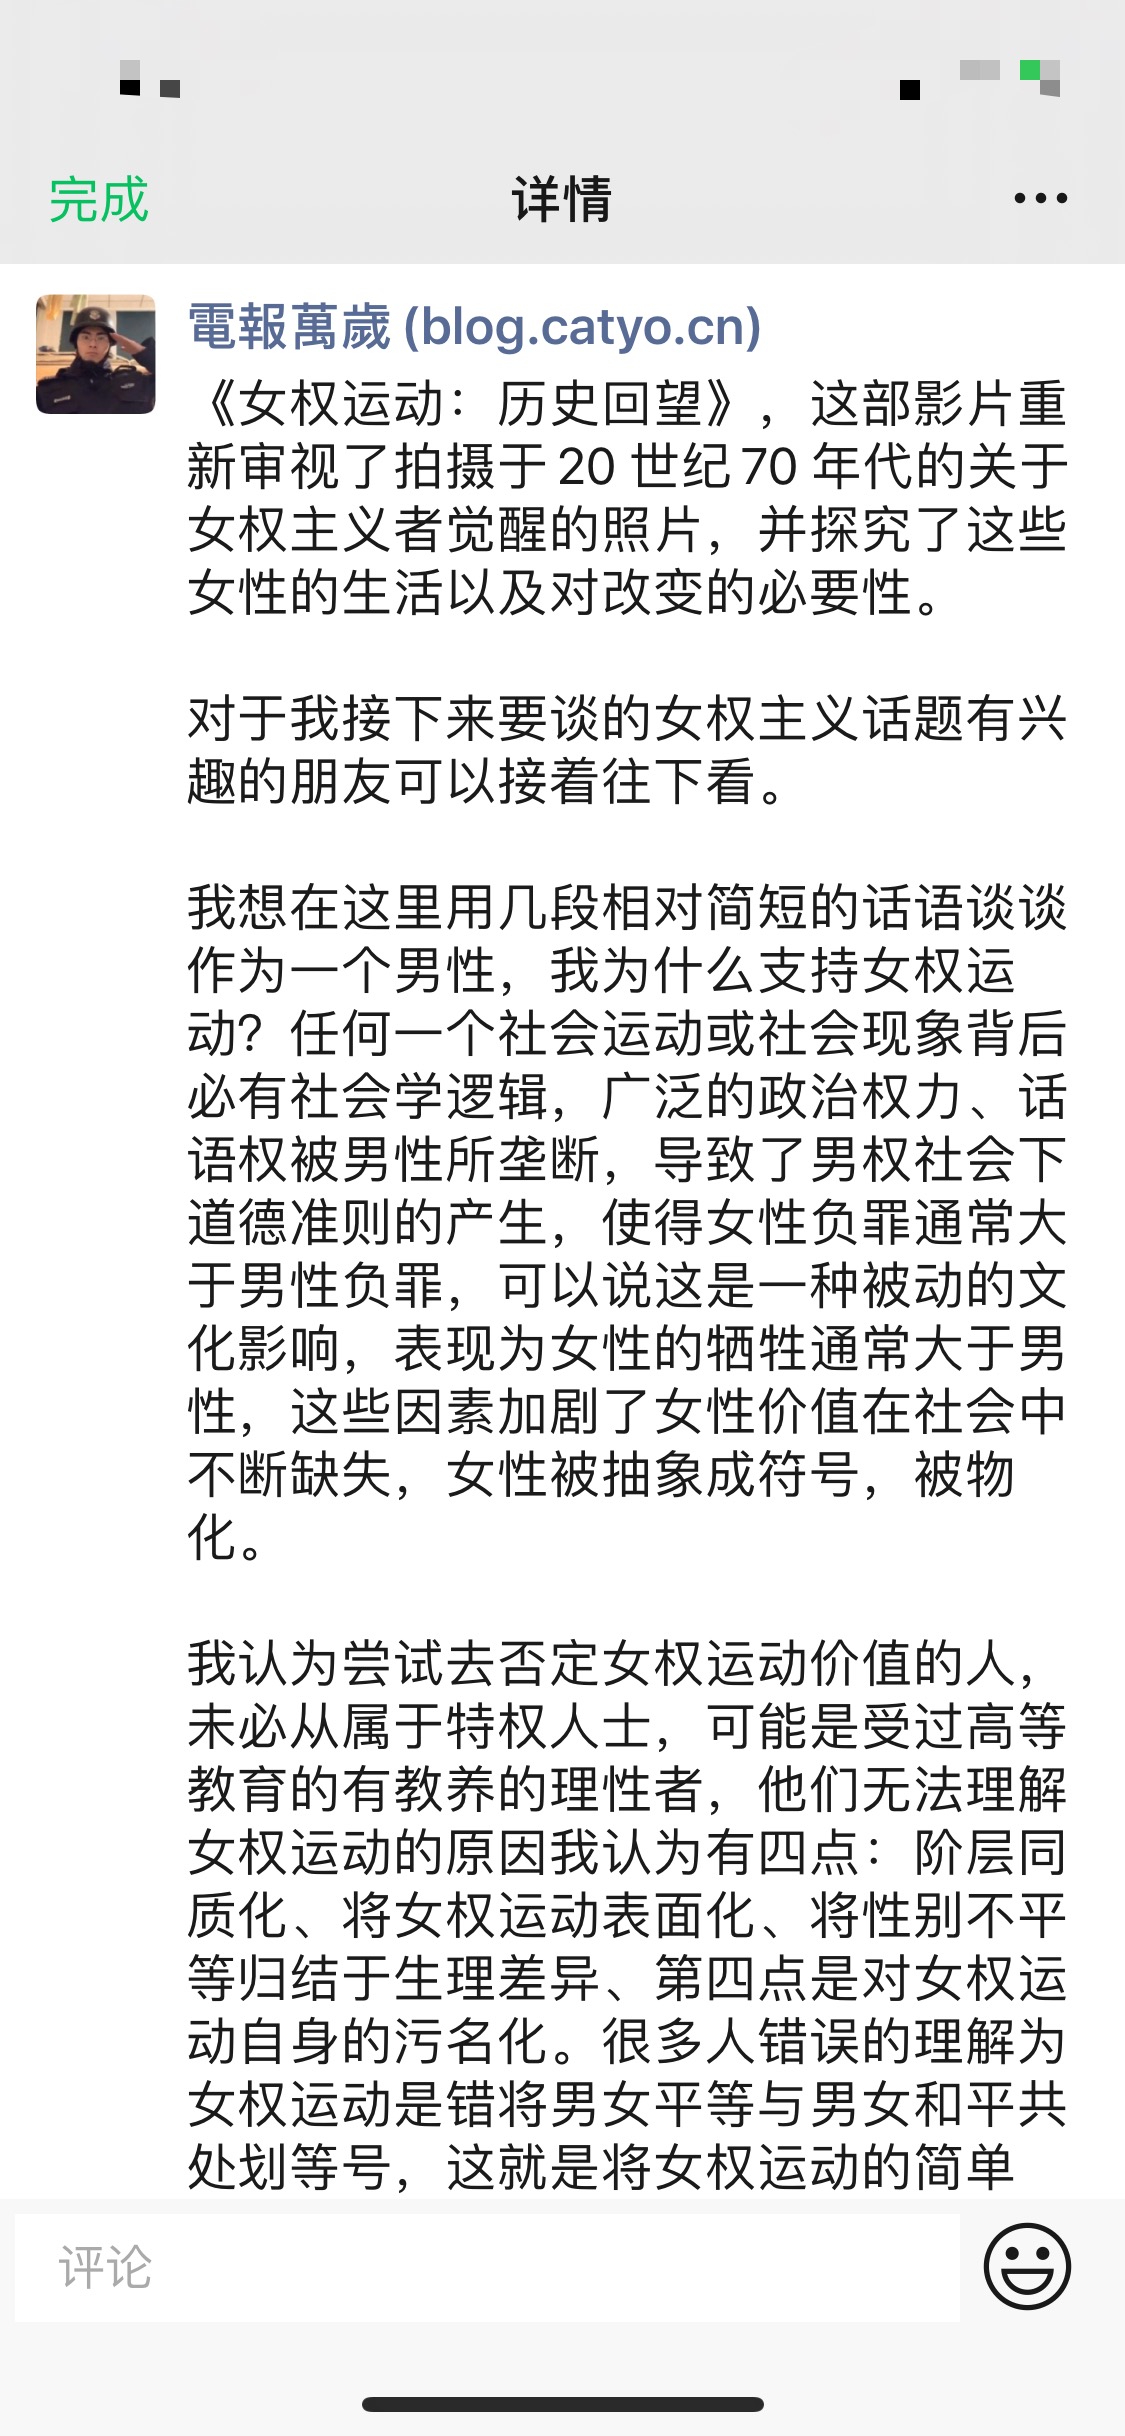 完成
详情
電報萬歲 (blog.catyo.cn)
《女权运动：历史回望》，这部影片重
新审视了拍摄于 20 世纪 70 年代的关于
女权主义者觉醒的照片，并探究了这些
女性的生活以及对改变的必要性。
对于我接下来要谈的女权主义话题有兴
趣的朋友可以接着往下看。
我想在这里用几段相对简短的话语谈谈
作为一个男性，我为什么支持女权运
动？任何一个社会运动或社会现象背后
必有社会学逻辑，广泛的政治权力、话
语权被男性所垄断，导致了男权社会下
道德准则的产生，使得女性负罪通常大
于男性负罪，可以说这是一种被动的文
化影响，表现为女性的牺牲通常大于男
性，这些因素加剧了女性价值在社会中
不断缺失，女性被抽象成符号，被物
化。
我认为尝试去否定女权运动价值的人，
未必从属于特权人士，可能是受过高等
教育的有教养的理性者，他们无法理解
女权运动的原因我认为有四点：阶层同
质化、将女权运动表面化、将性别不平
等归结于生理差异、第四点是对女权运
动自身的污名化。很多人错误的理解为
女权运动是错将男女平等与男女和平共
处划等号，这就是将女权运动的简单
评论